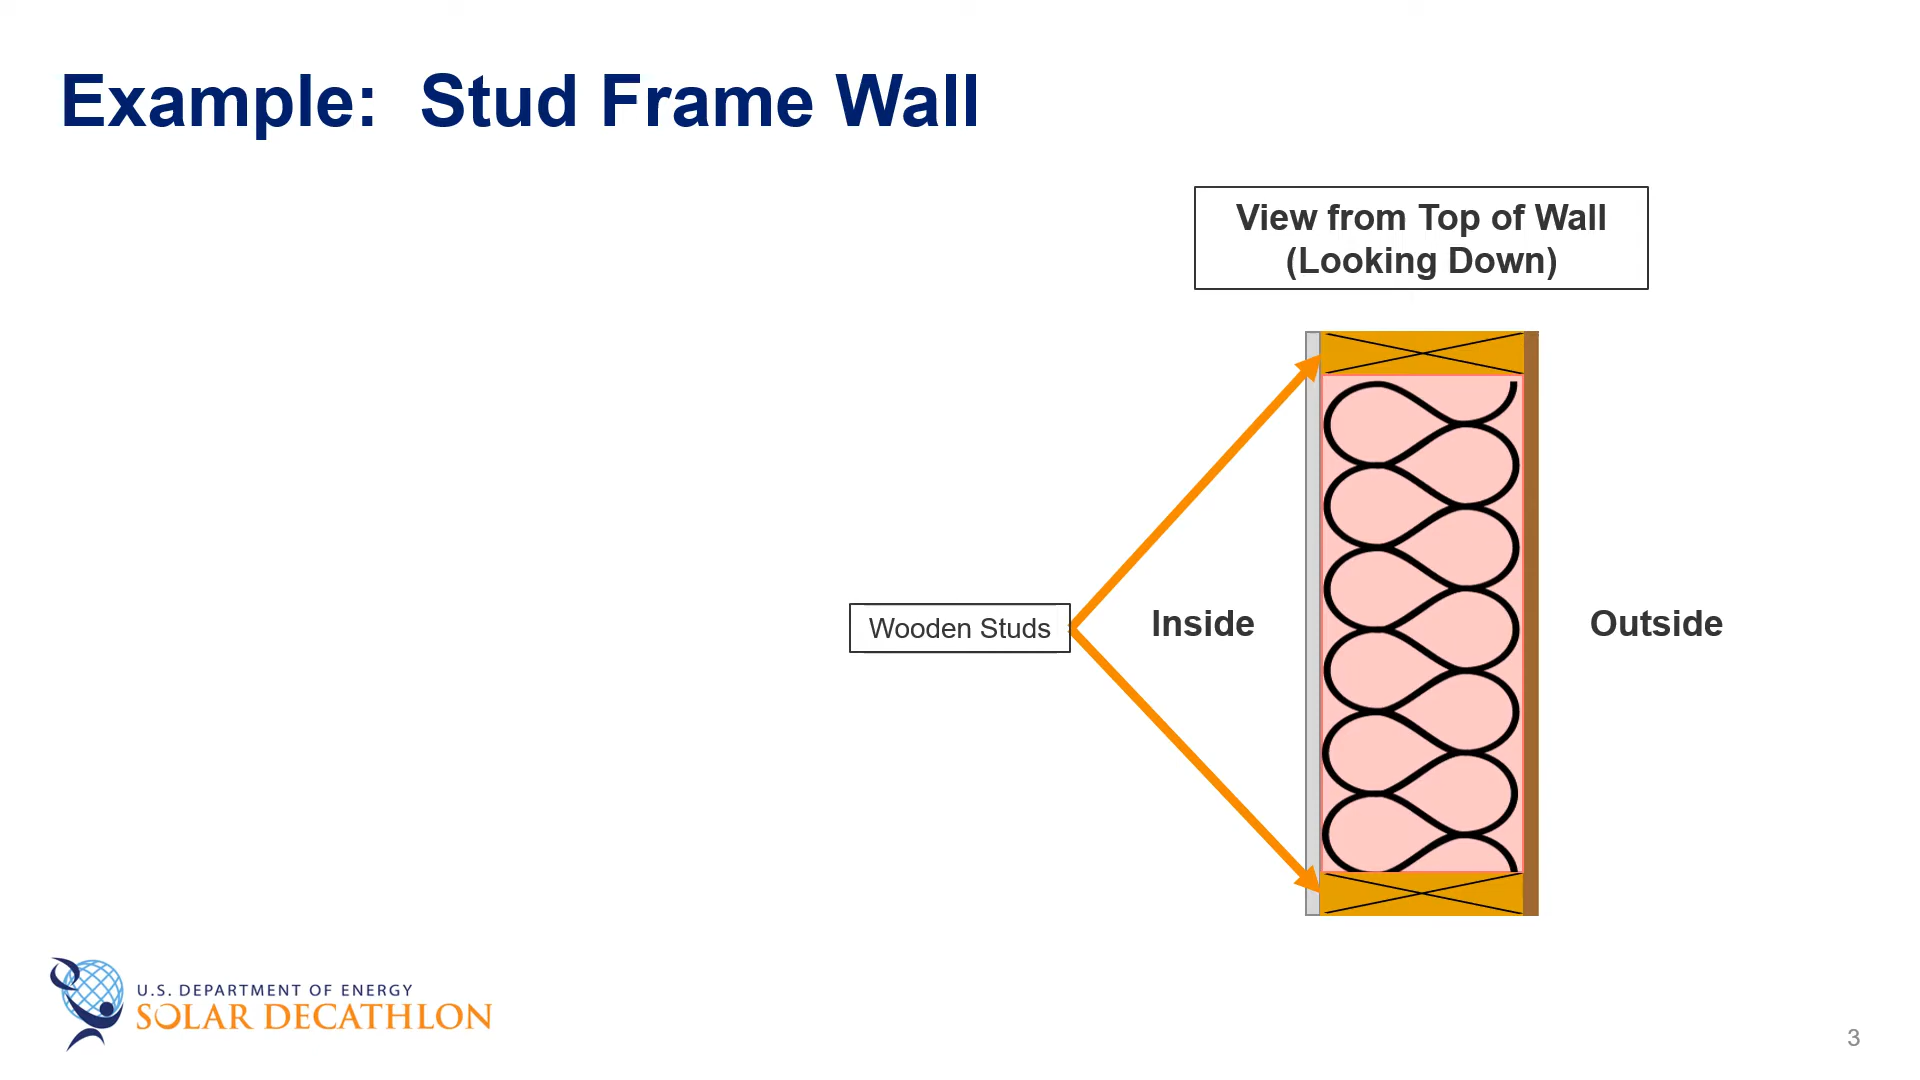 Example:  Stud Frame Wall
View from Top of Wall
(Looking Down)
Wooden Studs
Inside
Outside
U.S. DEPARTMENT OF ENERGY
SOLAR DECATHLON
3